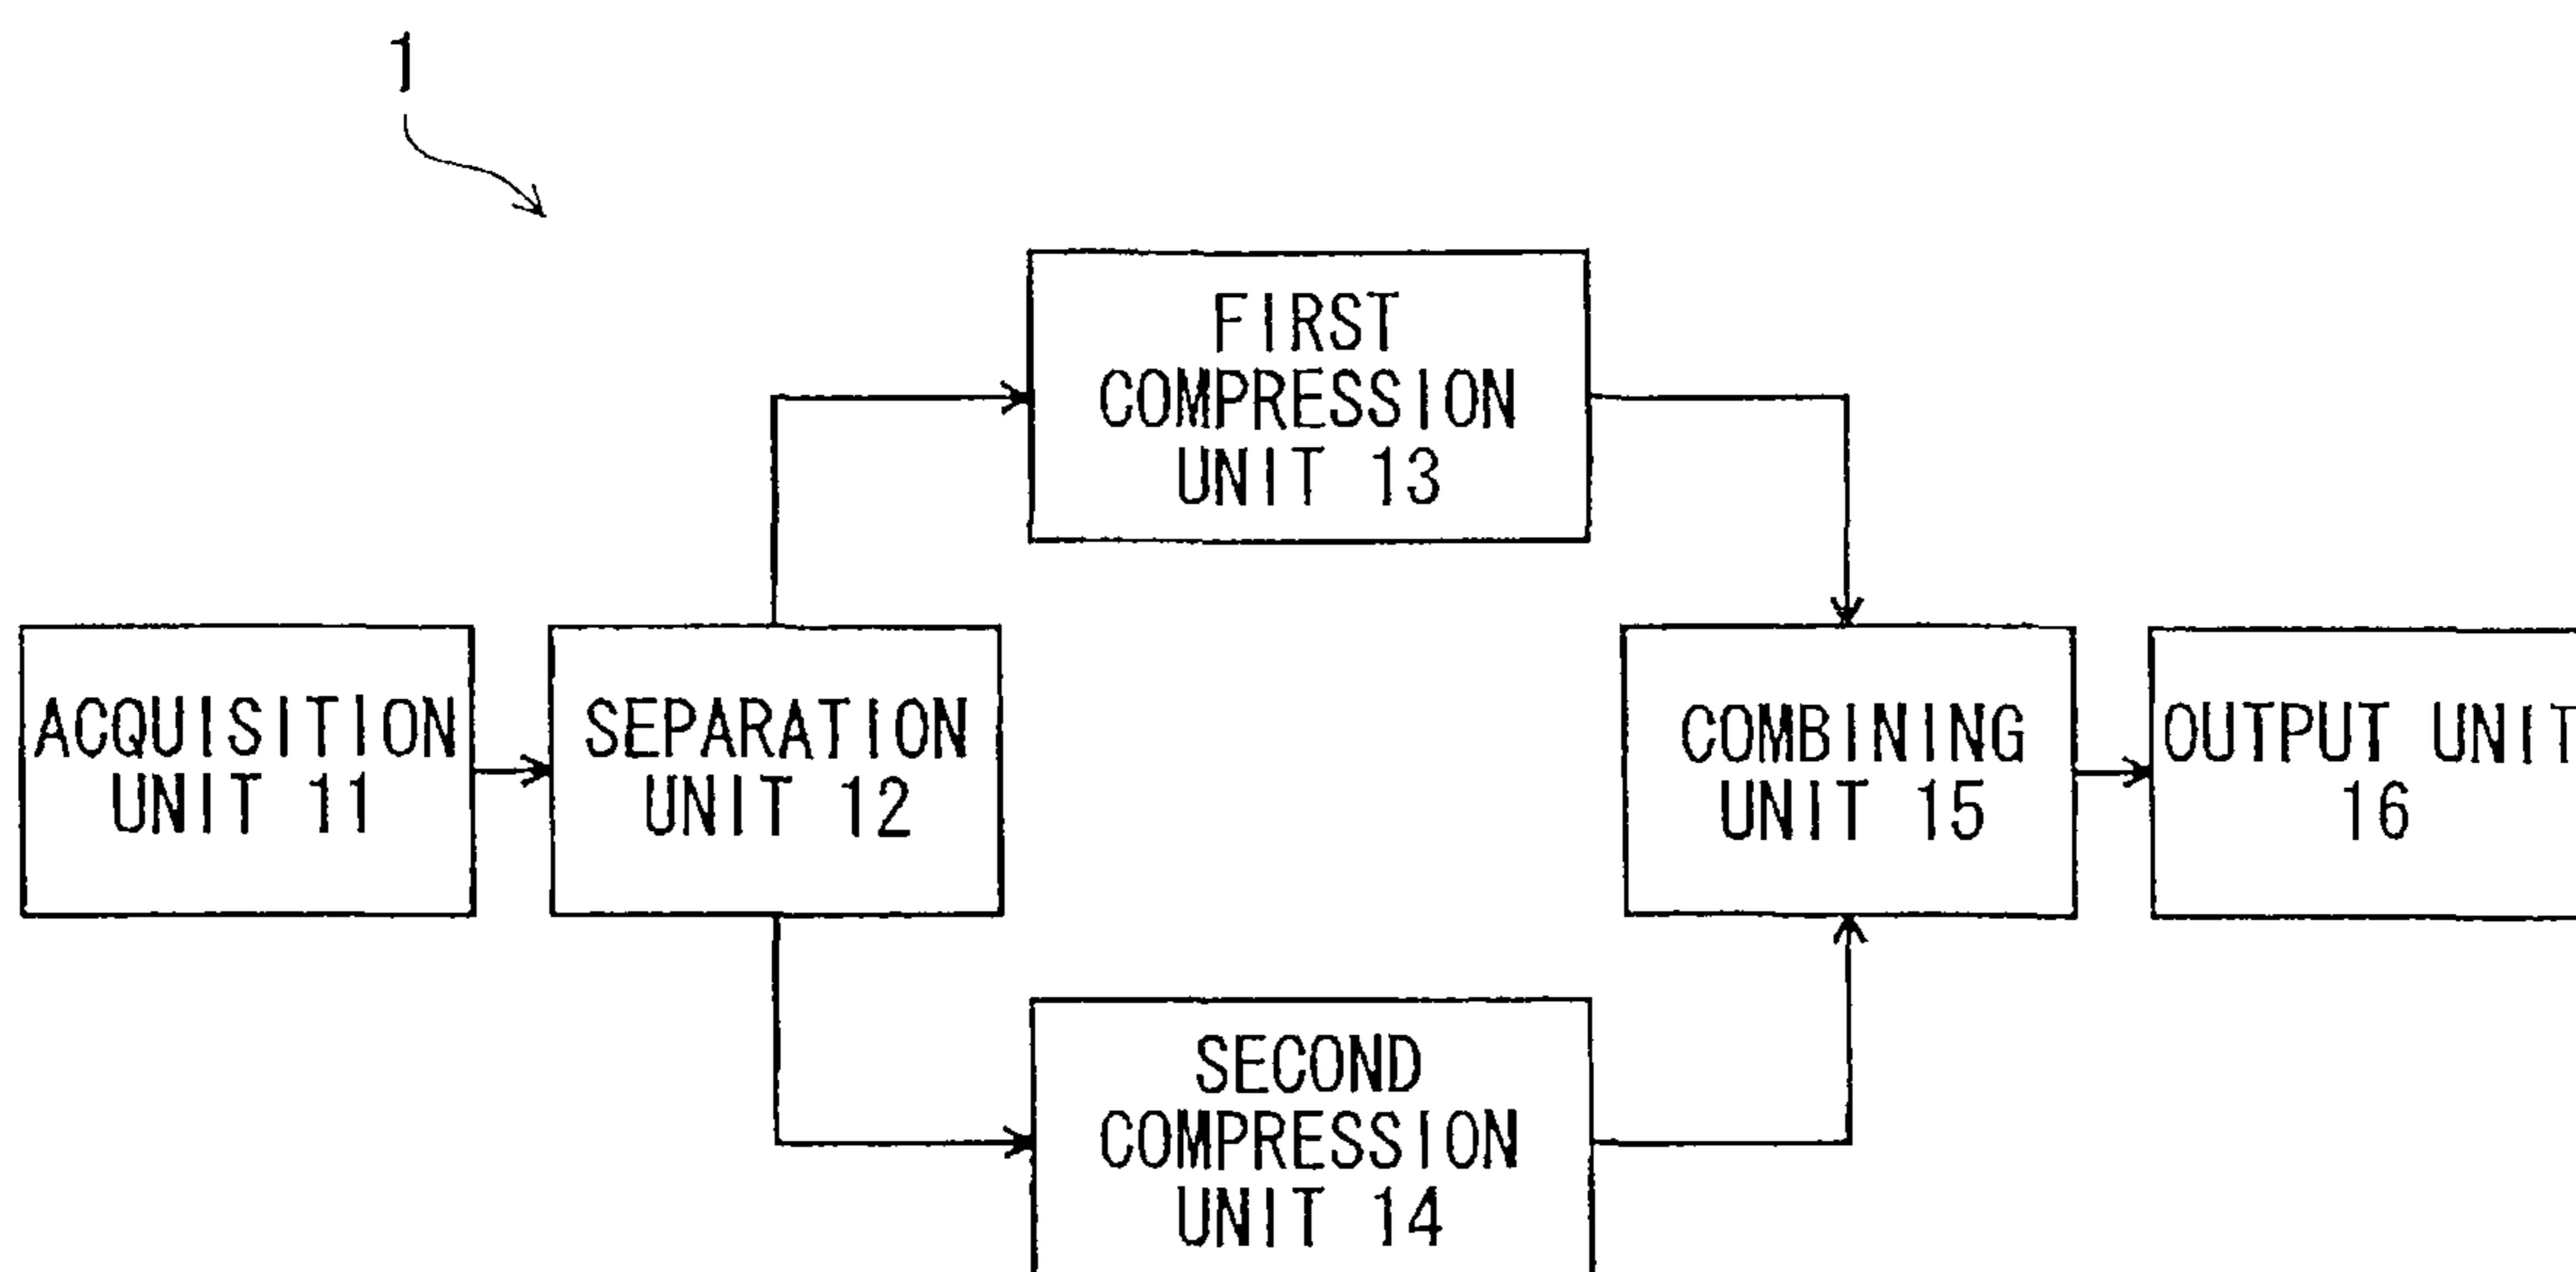 1
FIRST
COMPRESSION
UNIT 13
ACQUISITION
UNIT 11
SEPARATION
UNIT 12
COMBINING
UNIT 15
OUTPUT UNIT
16
SECOND
COMPRESSION
UNIT 14